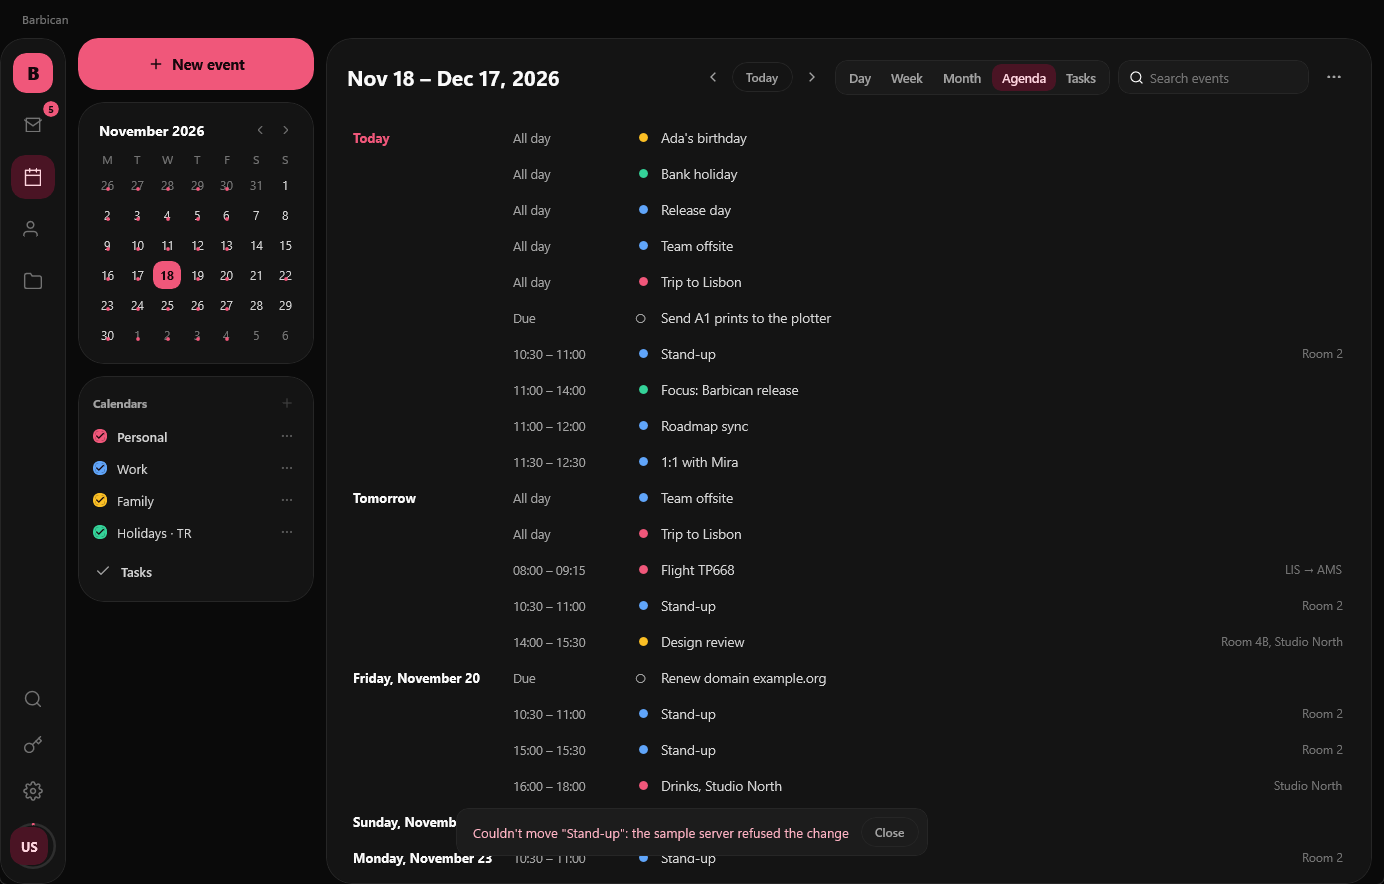 Barbican
B
5
US
+ New event
November 2026
M T W T F S S
26 27 28 29 30 31 1
2 3 4 5 6 7 8
9 10 11 12 13 14 15
16 17 18 19 20 21 22
23 24 25 26 27 28 29
30 1 2 3 4 5 6
Calendars
Personal
Work
Family
Holidays · TR
Tasks
Nov 18 – Dec 17, 2026
Today
Day Week Month Agenda Tasks
Search events
Today All day Ada's birthday
All day Bank holiday
All day Release day
All day Team offsite
All day Trip to Lisbon
Due Send A1 prints to the plotter
10:30 – 11:00 Stand-up Room 2
11:00 – 14:00 Focus: Barbican release
11:00 – 12:00 Roadmap sync
11:30 – 12:30 1:1 with Mira
Tomorrow All day Team offsite
All day Trip to Lisbon
08:00 – 09:15 Flight TP668 LIS → AMS
10:30 – 11:00 Stand-up Room 2
14:00 – 15:30 Design review Room 4B, Studio North
Friday, November 20 Due Renew domain example.org
10:30 – 11:00 Stand-up Room 2
15:00 – 15:30 Stand-up Room 2
16:00 – 18:00 Drinks, Studio North Studio North
Sunday, Novemb
Couldn't move "Stand-up": the sample server refused the change Close
Monday, November 23 10:30 – 11:00 Stand-up Room 2